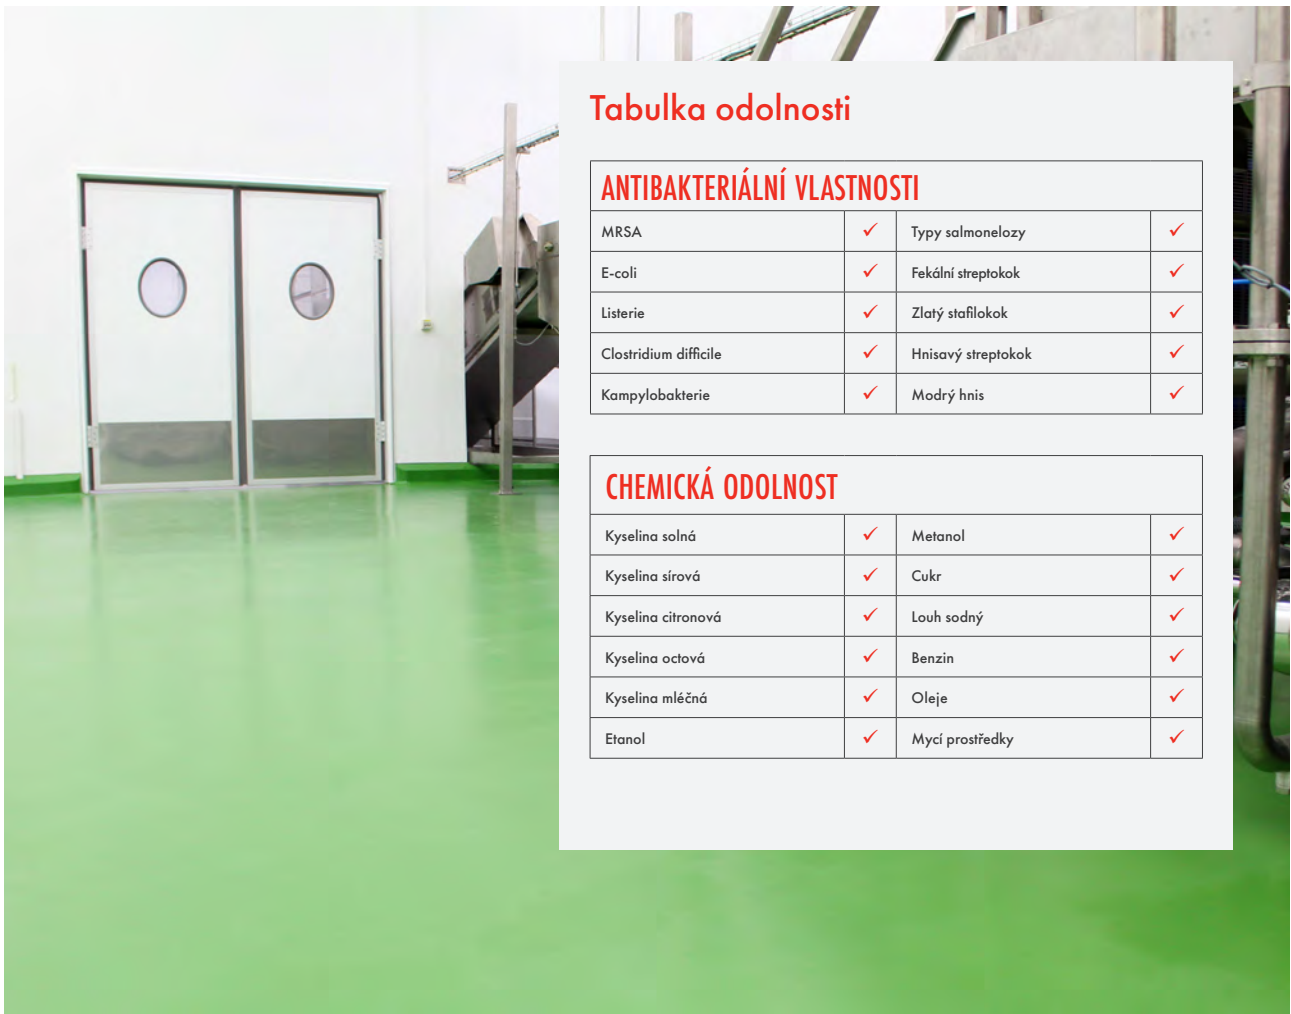 Tabulka odolnosti
ANTIBAKTERIÁLNÍ VLASTNOSTI
MRSA ✓ Typy salmonelozy ✓
E-coli ✓ Fekální streptokok ✓
Listerie ✓ Zlatý stafilokok ✓
Clostridium difficile ✓ Hnisavý streptokok ✓
Kampylobakterie ✓ Modrý hnis ✓
CHEMICKÁ ODOLNOST
Kyselina solná ✓ Metanol ✓
Kyselina sírová ✓ Cukr ✓
Kyselina citronová ✓ Louh sodný ✓
Kyselina octová ✓ Benzin ✓
Kyselina mléčná ✓ Oleje ✓
Etanol ✓ Mycí prostředky ✓